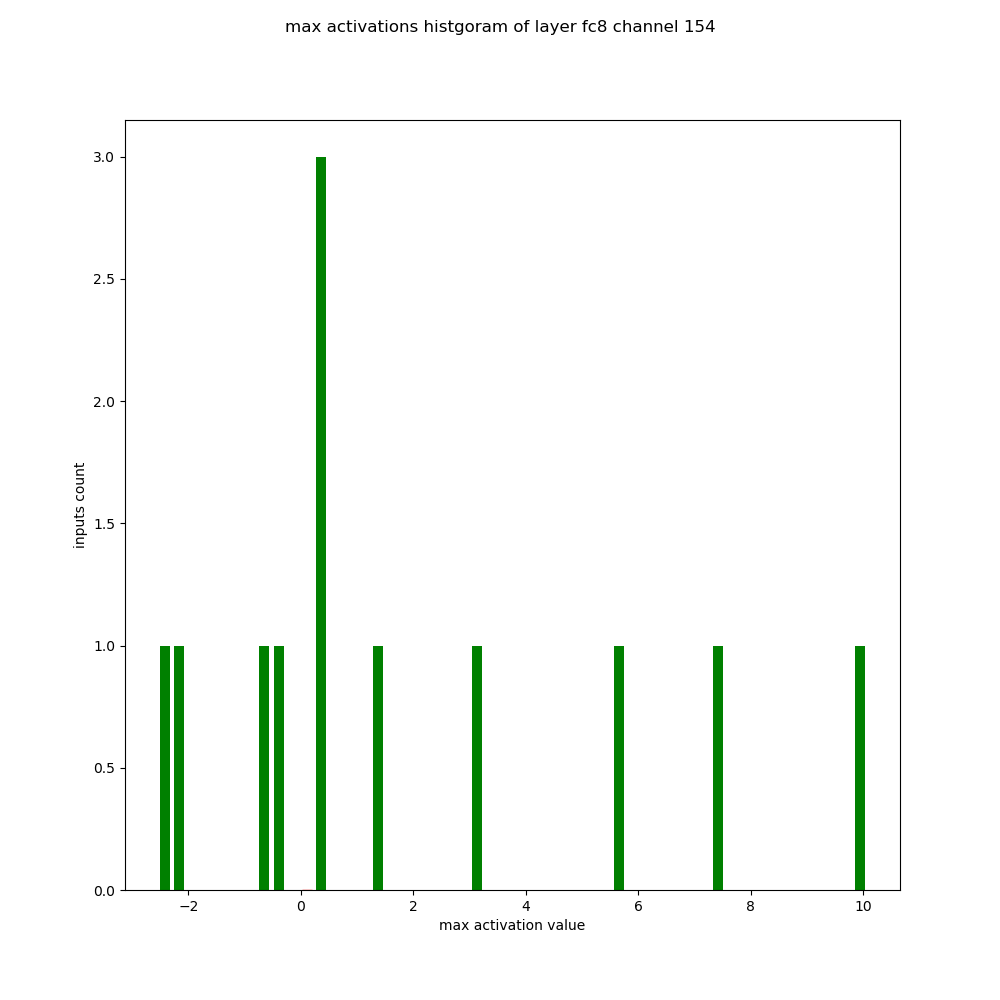 max activations histgoram of layer fc8 channel 154
3.0
2.5
2.0
1.5
1.0
0.5
0.0
inputs count
−2 0 2 4 6 8 10
max activation value